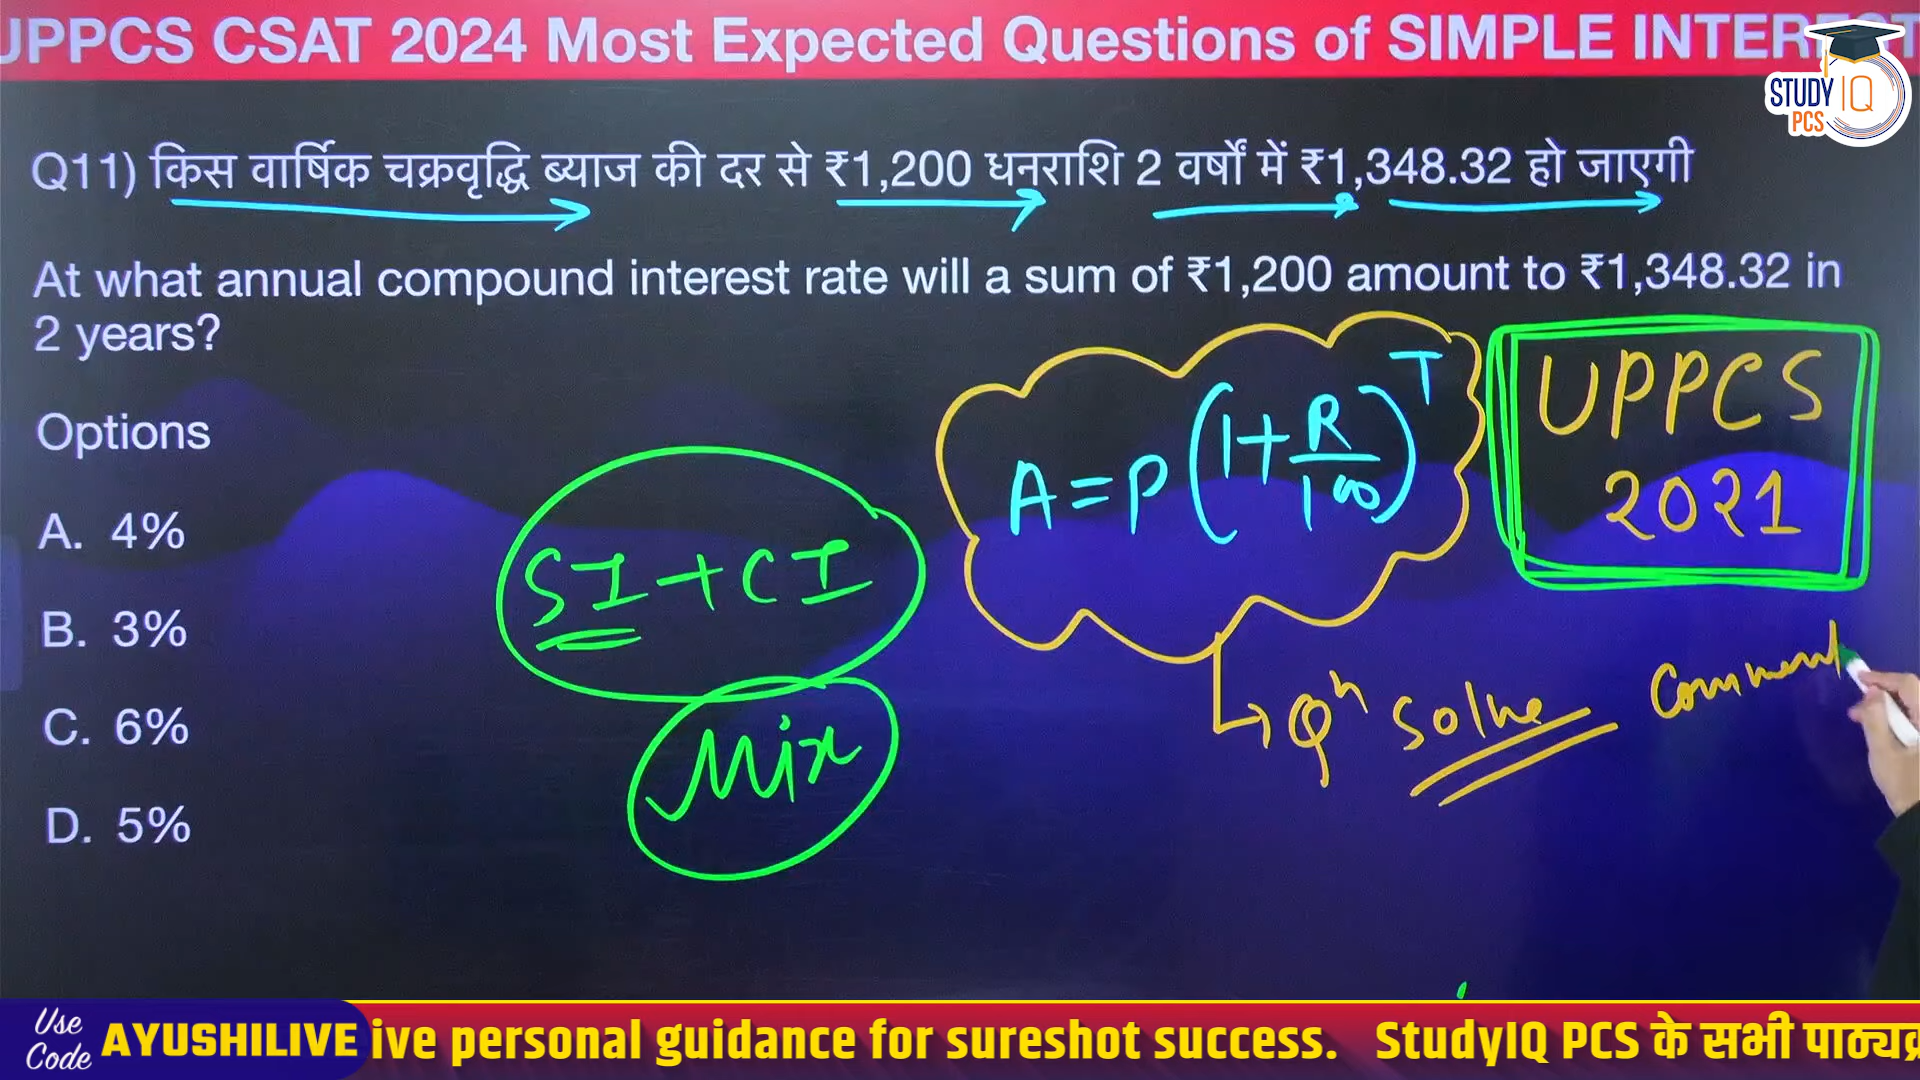 UPPCS CSAT 2024 Most Expected Questions of SIMPLE INTEREST
STUDY IQ
PCS
Q11) किस वार्षिक चक्रवृद्धि ब्याज की दर से ₹1,200 धनराशि 2 वर्षों में ₹1,348.32 हो जाएगी
At what annual compound interest rate will a sum of ₹1,200 amount to ₹1,348.32 in
2 years?
Options
A. 4%
B. 3%
C. 6%
D. 5%
SI + CI
Mix
A = P (1 + R/100)^T
UPPCS
2021
Qn Solve Comment
Use
Code
AYUSHILIVE
ive personal guidance for sureshot success. StudyIQ PCS के सभी पाठ्यक्र